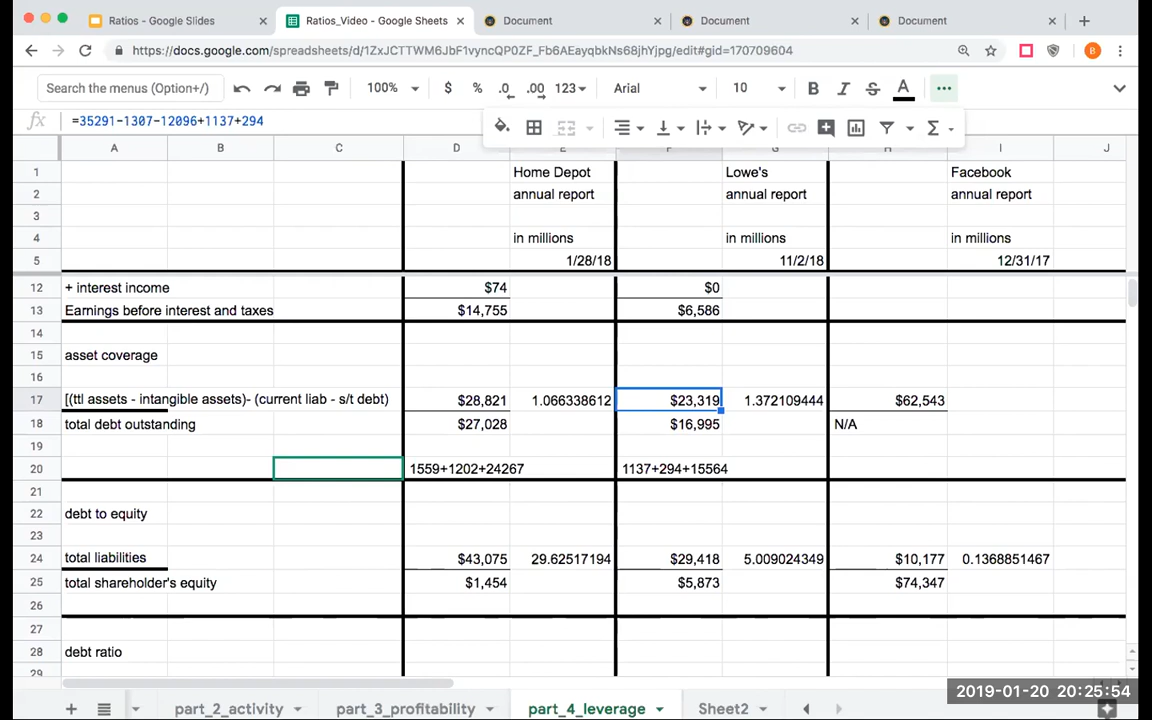 Ratios - Google Slides × Ratios_Video - Google Sheets × Document × Document × Document × +
https://docs.google.com/spreadsheets/d/1ZxJCTTWM6JbF1vyncQP0ZF_Fb6AEayqbkNs68jhYjpg/edit#gid=170709604 B
Search the menus (Option+/) 100% $ % .0 .00 123 Arial 10 B I S A
fx =35291-1307-12096+1137+294
A B C D G H I J
1 Home Depot Lowe's Facebook
2 annual report annual report annual report
3
4 in millions in millions in millions
5 1/28/18 11/2/18 12/31/17
12 + interest income $74 $0
13 Earnings before interest and taxes $14,755 $6,586
14
15 asset coverage
16
17 [(ttl assets - intangible assets)- (current liab - s/t debt) $28,821 1.066338612 $23,319 1.372109444 $62,543
18 total debt outstanding $27,028 $16,995 N/A
19
20 1559+1202+24267 1137+294+15564
21
22 debt to equity
23
24 total liabilities $43,075 29.62517194 $29,418 5.009024349 $10,177 0.1368851467
25 total shareholder's equity $1,454 $5,873 $74,347
26
27
28 debt ratio
29
2019-01-20 20:25:54
+ part_2_activity part_3_profitability part_4_leverage Sheet2